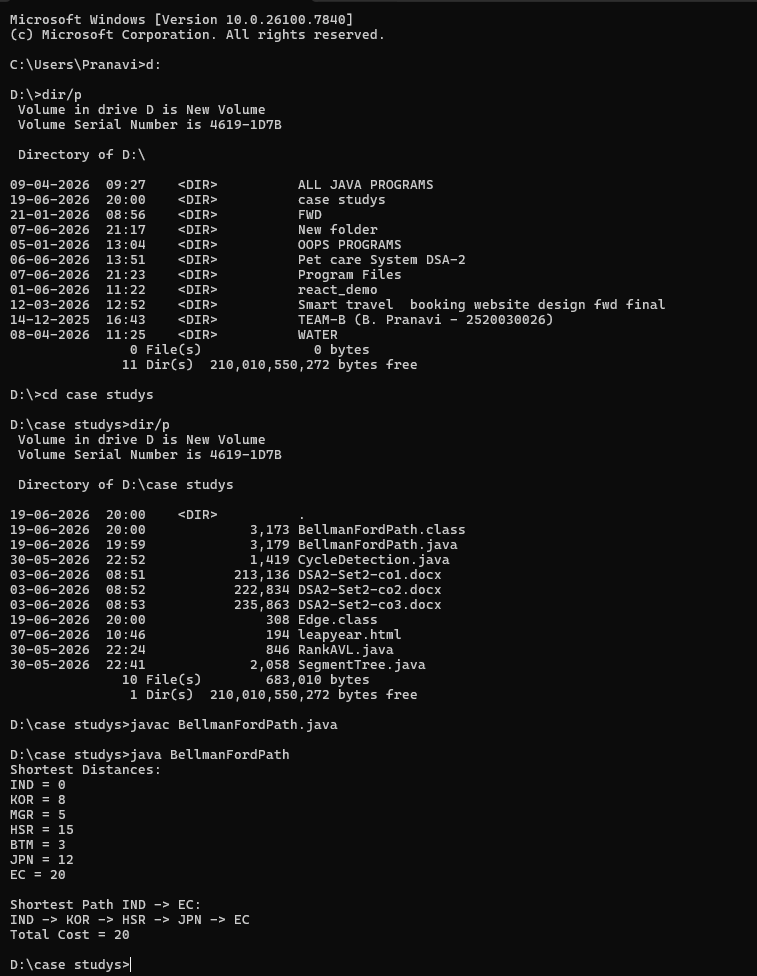 Microsoft Windows [Version 10.0.26100.7840]
(c) Microsoft Corporation. All rights reserved.

C:\Users\Pranavi>d:

D:\>dir/p
 Volume in drive D is New Volume
 Volume Serial Number is 4619-1D7B

 Directory of D:\

09-04-2026  09:27    <DIR>          ALL JAVA PROGRAMS
19-06-2026  20:00    <DIR>          case studys
21-01-2026  08:56    <DIR>          FWD
07-06-2026  21:17    <DIR>          New folder
05-01-2026  13:04    <DIR>          OOPS PROGRAMS
06-06-2026  13:51    <DIR>          Pet care System DSA-2
07-06-2026  21:23    <DIR>          Program Files
01-06-2026  11:22    <DIR>          react_demo
12-03-2026  12:52    <DIR>          Smart travel  booking website design fwd final
14-12-2025  16:43    <DIR>          TEAM-B (B. Pranavi - 2520030026)
08-04-2026  11:25    <DIR>          WATER
               0 File(s)              0 bytes
              11 Dir(s)  210,010,550,272 bytes free

D:\>cd case studys

D:\case studys>dir/p
 Volume in drive D is New Volume
 Volume Serial Number is 4619-1D7B

 Directory of D:\case studys

19-06-2026  20:00    <DIR>          .
19-06-2026  20:00             3,173 BellmanFordPath.class
19-06-2026  19:59             3,179 BellmanFordPath.java
30-05-2026  22:52             1,419 CycleDetection.java
03-06-2026  08:51           213,136 DSA2-Set2-co1.docx
03-06-2026  08:52           222,834 DSA2-Set2-co2.docx
03-06-2026  08:53           235,863 DSA2-Set2-co3.docx
19-06-2026  20:00               308 Edge.class
07-06-2026  10:46               194 leapyear.html
30-05-2026  22:24               846 RankAVL.java
30-05-2026  22:41             2,058 SegmentTree.java
              10 File(s)        683,010 bytes
               1 Dir(s)  210,010,550,272 bytes free

D:\case studys>javac BellmanFordPath.java

D:\case studys>java BellmanFordPath
Shortest Distances:
IND = 0
KOR = 8
MGR = 5
HSR = 15
BTM = 3
JPN = 12
EC = 20

Shortest Path IND -> EC:
IND -> KOR -> HSR -> JPN -> EC
Total Cost = 20

D:\case studys>